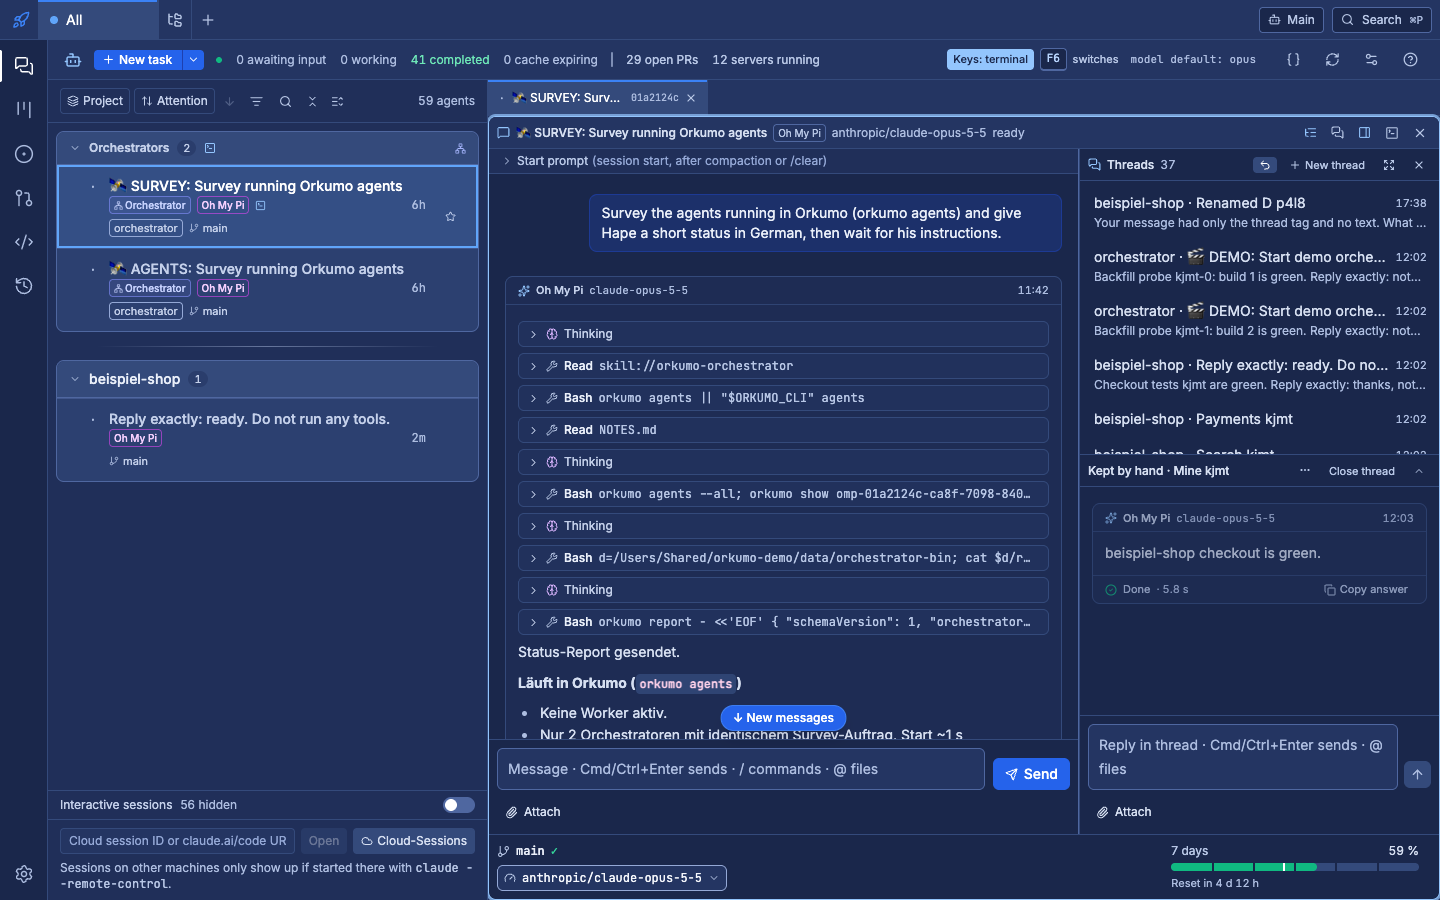 All
Main
Search ⌘P
New task
0 awaiting input 0 working 41 completed 0 cache expiring | 29 open PRs 12 servers running
Keys: terminal F6 switches model default: opus
Project Attention 59 agents
Orchestrators 2
SURVEY: Survey running Orkumo agents
Orchestrator Oh My Pi 6h
orchestrator main
AGENTS: Survey running Orkumo agents
Orchestrator Oh My Pi 6h
orchestrator main
beispiel-shop 1
Reply exactly: ready. Do not run any tools.
Oh My Pi 2m
main
Interactive sessions 56 hidden
Cloud session ID or claude.ai/code UR Open Cloud-Sessions
Sessions on other machines only show up if started there with claude -
-remote-control.
· SURVEY: Surv... 01a2124c
SURVEY: Survey running Orkumo agents Oh My Pi anthropic/claude-opus-5-5 ready
Start prompt (session start, after compaction or /clear)
Survey the agents running in Orkumo (orkumo agents) and give
Hape a short status in German, then wait for his instructions.
Oh My Pi claude-opus-5-5 11:42
Thinking
Read skill://orkumo-orchestrator
Bash orkumo agents || "$ORKUMO_CLI" agents
Read NOTES.md
Thinking
Bash orkumo agents --all; orkumo show omp-01a2124c-ca8f-7098-840…
Thinking
Bash d=/Users/Shared/orkumo-demo/data/orchestrator-bin; cat $d/r…
Thinking
Bash orkumo report - <<'EOF' { "schemaVersion": 1, "orchestrator…
Status-Report gesendet.
Läuft in Orkumo (orkumo agents)
• Keine Worker aktiv.
• Nur 2 Orchestratoren mit identischem Survey-Auftrag. Start ~1 s
↓ New messages
Message · Cmd/Ctrl+Enter sends · / commands · @ files
Send
Attach
main ✓
anthropic/claude-opus-5-5
Threads 37 New thread
beispiel-shop · Renamed D p4l8 17:38
Your message had only the thread tag and no text. What ...
orchestrator · 🎬 DEMO: Start demo orche... 12:02
Backfill probe kjmt-0: build 1 is green. Reply exactly: not...
orchestrator · 🎬 DEMO: Start demo orche... 12:02
Backfill probe kjmt-1: build 2 is green. Reply exactly: not...
beispiel-shop · Reply exactly: ready. Do no... 12:02
Checkout tests kjmt are green. Reply exactly: thanks, not...
beispiel-shop · Payments kjmt 12:02
beispiel-shop · Search kjmt 12:02
Kept by hand · Mine kjmt ··· Close thread
Oh My Pi claude-opus-5-5 12:03
beispiel-shop checkout is green.
Done · 5.8 s Copy answer
Reply in thread · Cmd/Ctrl+Enter sends · @
files
Attach
7 days 59 %
Reset in 4 d 12 h